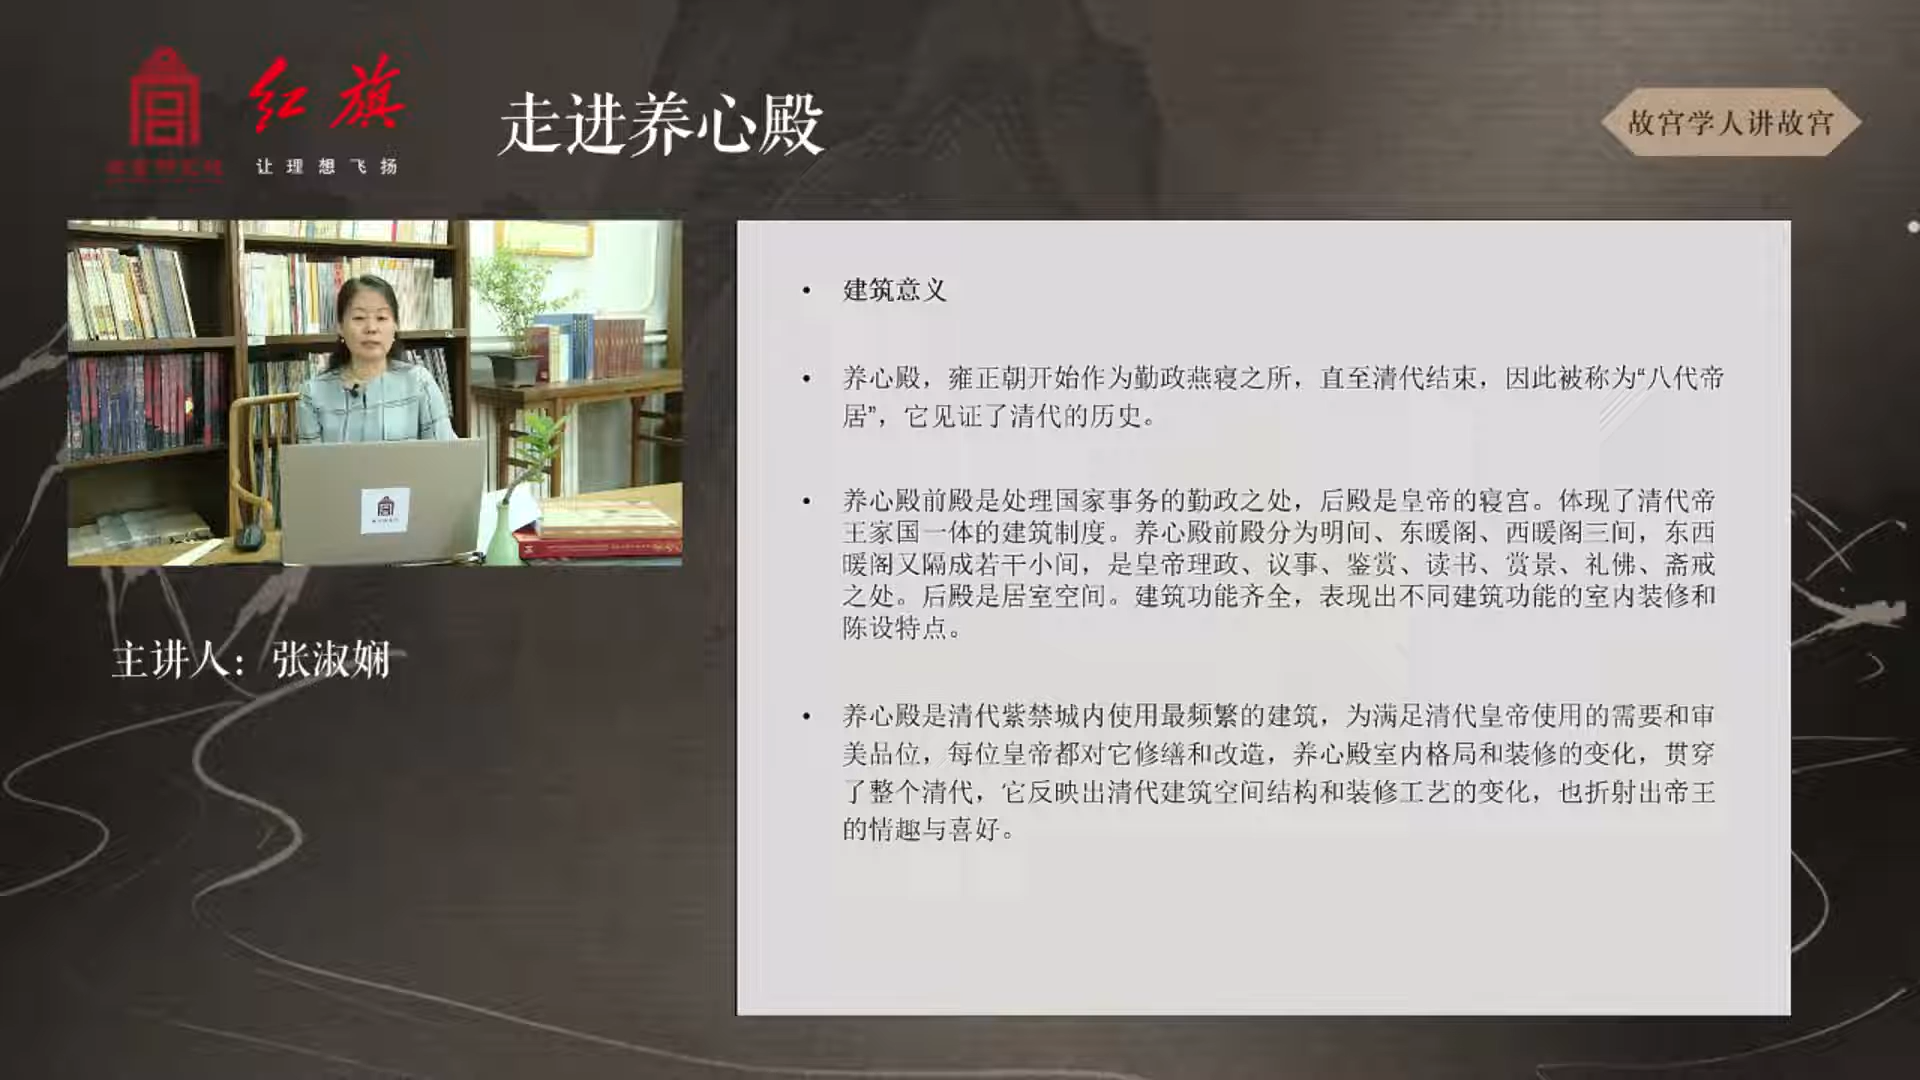 红旗
让理想飞扬
走进养心殿
故宫学人讲故宫
主讲人：张淑娴
• 建筑意义
• 养心殿，雍正朝开始作为勤政燕寝之所，直至清代结束，因此被称为“八代帝
居”，它见证了清代的历史。
• 养心殿前殿是处理国家事务的勤政之处，后殿是皇帝的寝宫。体现了清代帝
王家国一体的建筑制度。养心殿前殿分为明间、东暖阁、西暖阁三间，东西
暖阁又隔成若干小间，是皇帝理政、议事、鉴赏、读书、赏景、礼佛、斋戒
之处。后殿是居室空间。建筑功能齐全，表现出不同建筑功能的室内装修和
陈设特点。
• 养心殿是清代紫禁城内使用最频繁的建筑，为满足清代皇帝使用的需要和审
美品位，每位皇帝都对它修缮和改造，养心殿室内格局和装修的变化，贯穿
了整个清代，它反映出清代建筑空间结构和装修工艺的变化，也折射出帝王
的情趣与喜好。